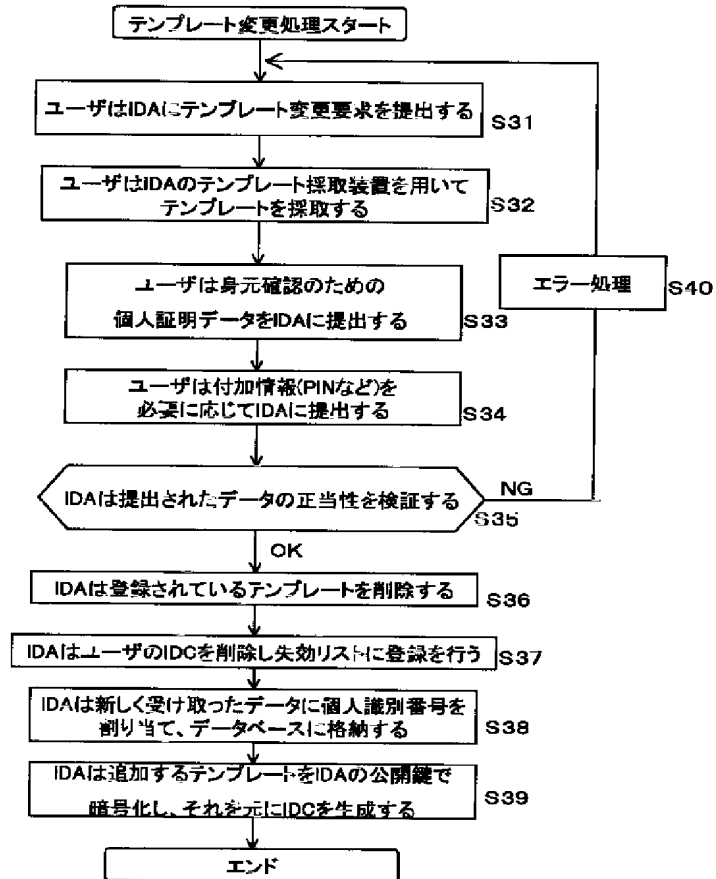 テンプレート変更処理スタート
ユーザはIDAにテンプレート変更要求を提出する
S31
ユーザはIDAのテンプレート採取装置を用いて
テンプレートを採取する
S32
ユーザは身元確認のための
個人証明データをIDAに提出する
S33
エラー処理
S40
ユーザは付加情報(PINなど)を
必要に応じてIDAに提出する
S34
IDAは提出されたデータの正当性を検証する
NG
S35
OK
IDAは登録されているテンプレートを削除する
S36
IDAはユーザのIDCを削除し失効リストに登録を行う
S37
IDAは新しく受け取ったデータに個人識別番号を
割り当て、データベースに格納する
S38
IDAは追加するテンプレートをIDAの公開鍵で
暗号化し、それを元にIDCを生成する
S39
エンド